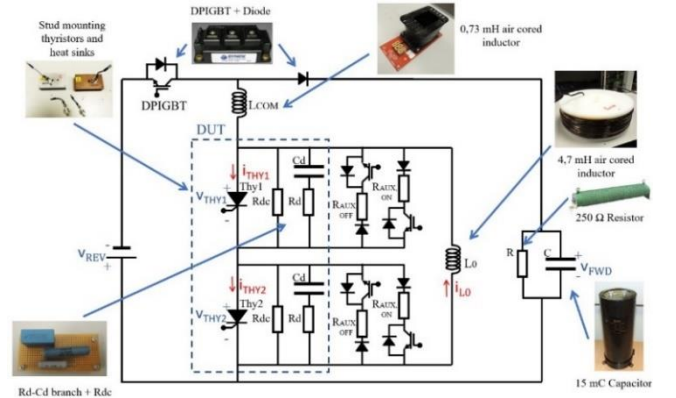 DPIGBT + Diode
Stud mounting
thyristors and
heat sinks
0,73 mH air cored
inductor
DPIGBT
LCOM
DUT
4,7 mH air cored
inductor
iTHY1
Cd
Thy1
VTHY1
+
-
Rdc
Rd
RAUX,
OFF
RAUX,
ON
250 Ω Resistor
-
VREV
+
L0
iL0
R
C
+
VFWD
-
iTHY2
Cd
Thy2
VTHY2
+
-
Rdc
Rd
RAUX,
OFF
RAUX,
ON
Rd-Cd branch + Rdc
15 mC Capacitor